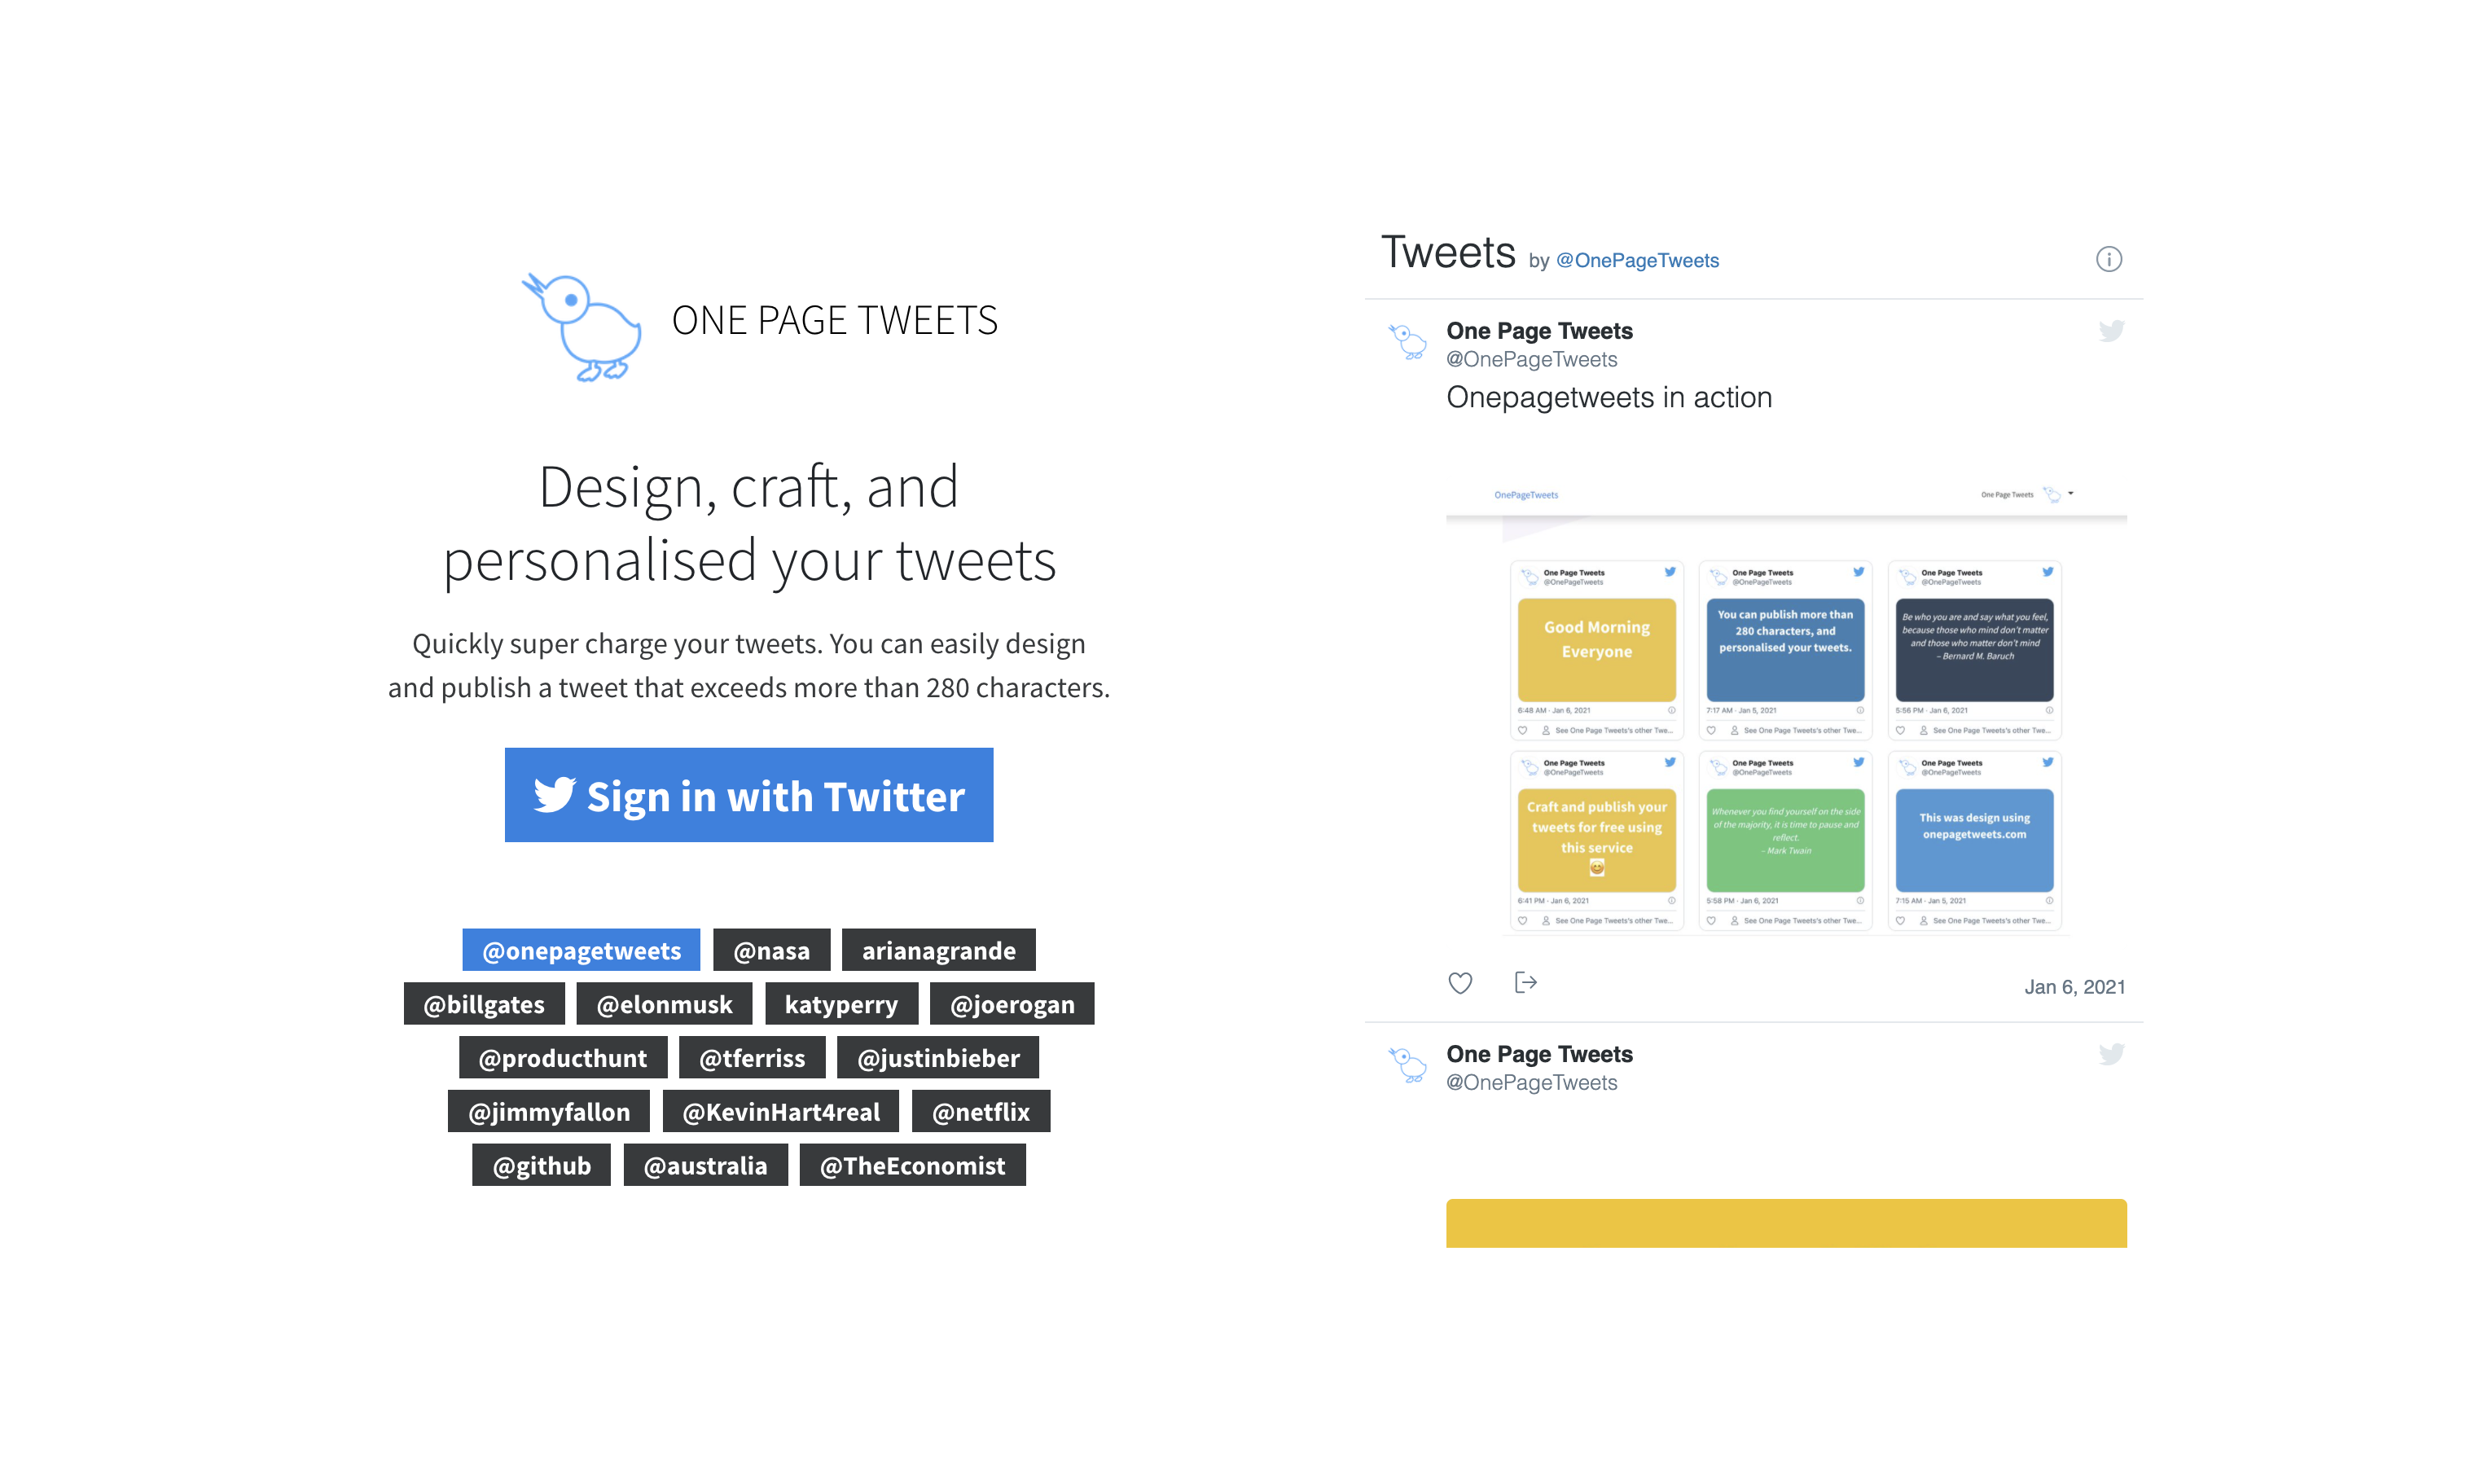 ONE PAGE TWEETS
Design, craft, and
personalised your tweets
Quickly super charge your tweets. You can easily design
and publish a tweet that exceeds more than 280 characters.
Sign in with Twitter
@onepagetweets @nasa arianagrande
@billgates @elonmusk katyperry @joerogan
@producthunt @tferriss @justinbieber
@jimmyfallon @KevinHart4real @netflix
@github @australia @TheEconomist
Tweets by @OnePageTweets
One Page Tweets
@OnePageTweets
Onepagetweets in action
OnePageTweets
One Page Tweets
One Page Tweets
@OnePageTweets
Good Morning
Everyone
6:48 AM · Jan 6, 2021
See One Page Tweets's other Twe...
One Page Tweets
@OnePageTweets
You can publish more than
280 characters, and
personalised your tweets.
7:17 AM · Jan 5, 2021
See One Page Tweets's other Twe...
One Page Tweets
@OnePageTweets
Be who you are and say what you feel,
because those who mind don't matter
and those who matter don't mind
– Bernard M. Baruch
5:56 PM · Jan 6, 2021
See One Page Tweets's other Twe...
One Page Tweets
@OnePageTweets
Craft and publish your
tweets for free using
this service
6:41 PM · Jan 6, 2021
See One Page Tweets's other Twe...
One Page Tweets
@OnePageTweets
Whenever you find yourself on the side
of the majority, it is time to pause and
reflect.
– Mark Twain
5:58 PM · Jan 6, 2021
See One Page Tweets's other Twe...
One Page Tweets
@OnePageTweets
This was design using
onepagetweets.com
7:15 AM · Jan 5, 2021
See One Page Tweets's other Twe...
Jan 6, 2021
One Page Tweets
@OnePageTweets